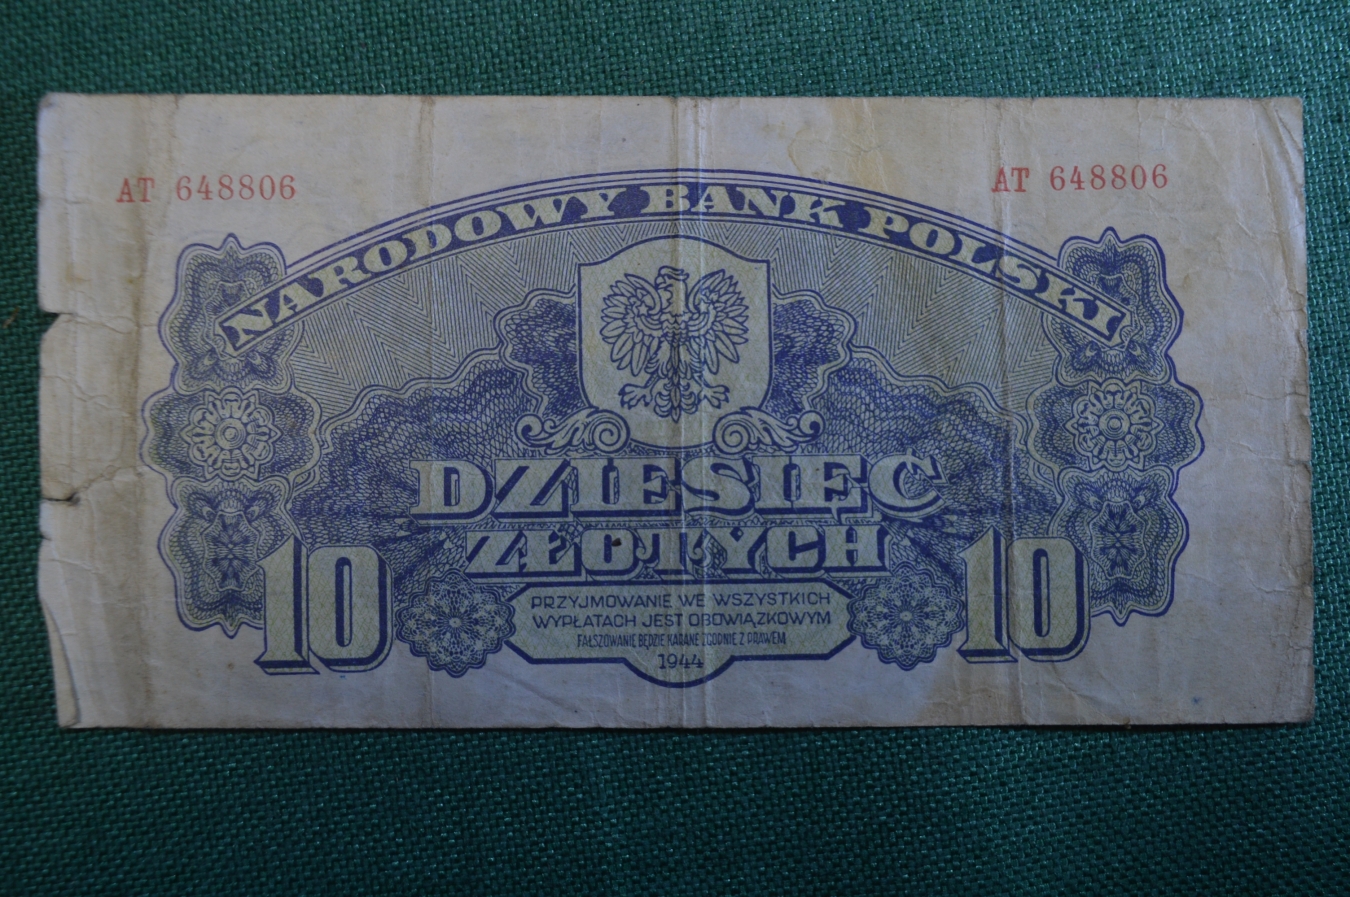 AT 648806
AT 648806
NARODOWY BANK POLSKI
DZIESIĘC
ZŁOTYCH
10
10
PRZYJMOWANIE WE WSZYSTKICH
WYPŁATACH JEST OBOWIĄZKOWYM
FAŁSZOWANIE BĘDZIE KARANE ZGODNIE Z PRAWEM
1944